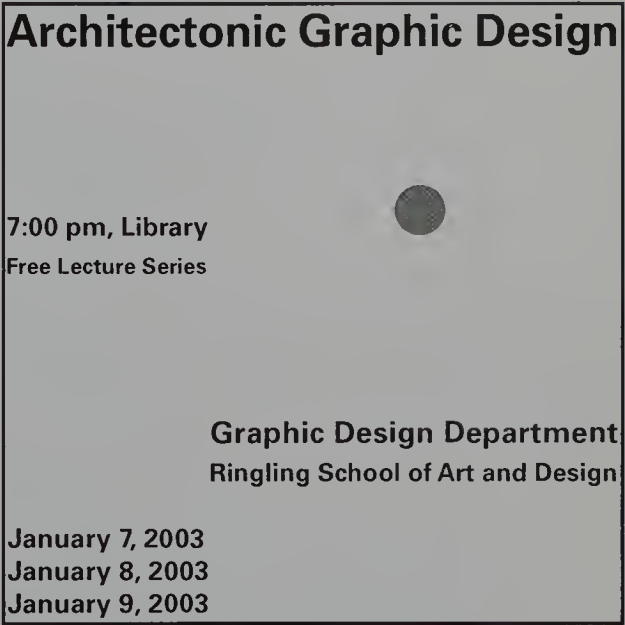 Architectonic Graphic Design
7:00 pm, Library
Free Lecture Series
Graphic Design Department
Ringling School of Art and Design
January 7, 2003
January 8, 2003
January 9, 2003